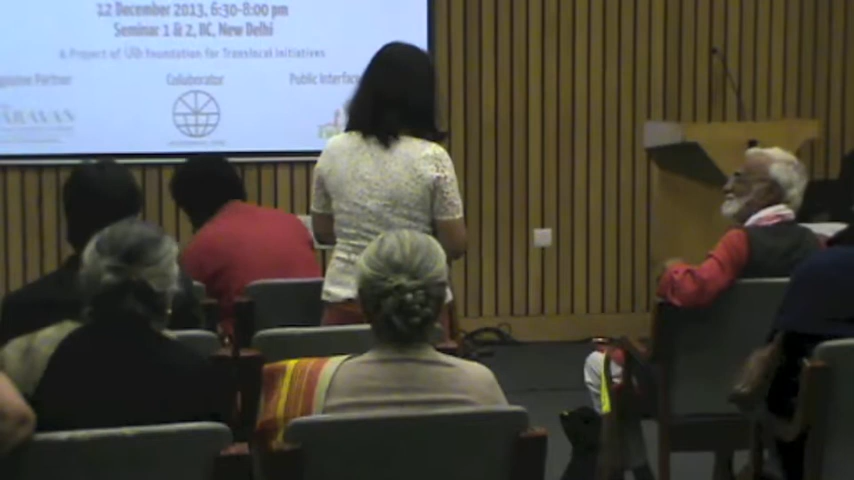 12 December 2013, 6:30-8:00 pm
Seminar 1 & 2, IIC, New Delhi
A Project of Foundation for Translocal Initiatives
Partner Collaborator Public Interface